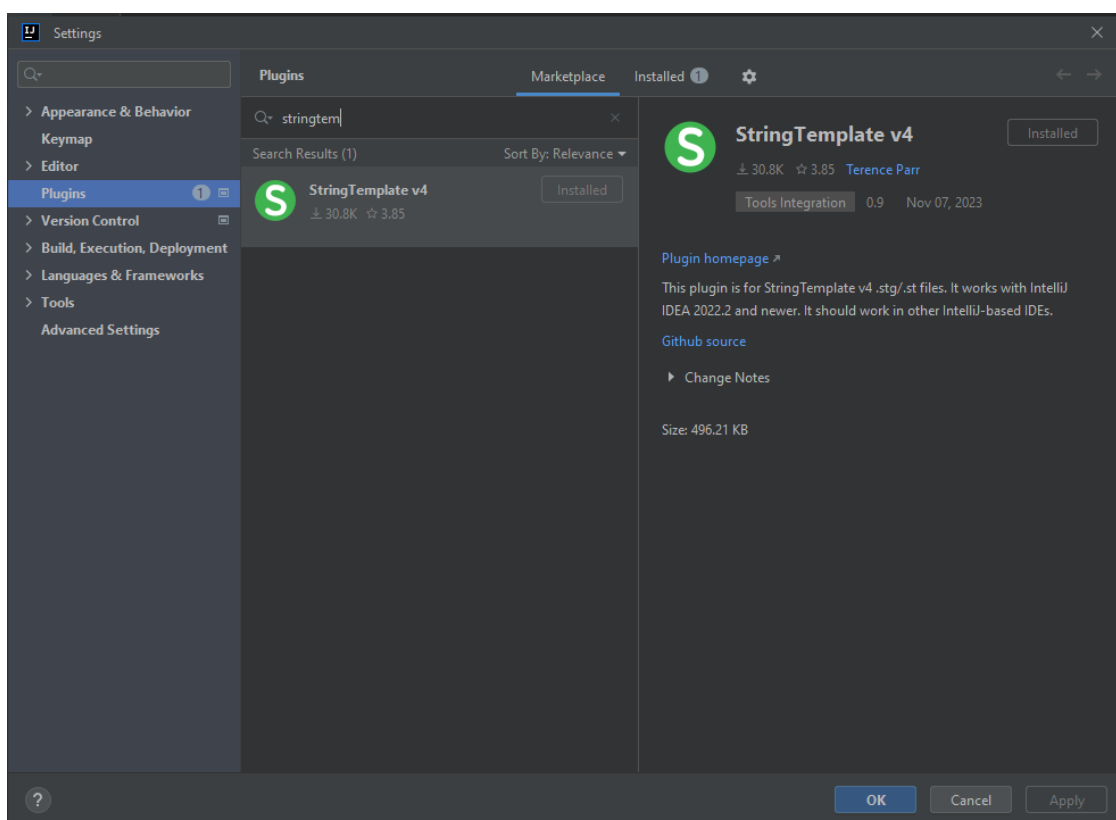 IJ Settings
Appearance & Behavior
Keymap
Editor
Plugins 1
Version Control
Build, Execution, Deployment
Languages & Frameworks
Tools
Advanced Settings
Plugins Marketplace Installed 1
stringtem
Search Results (1) Sort By: Relevance
S StringTemplate v4 Installed
30.8K 3.85
S StringTemplate v4 Installed
30.8K 3.85 Terence Parr
Tools Integration 0.9 Nov 07, 2023
Plugin homepage
This plugin is for StringTemplate v4 .stg/.st files. It works with IntelliJ
IDEA 2022.2 and newer. It should work in other IntelliJ-based IDEs.
Github source
Change Notes
Size: 496.21 KB
? OK Cancel Apply